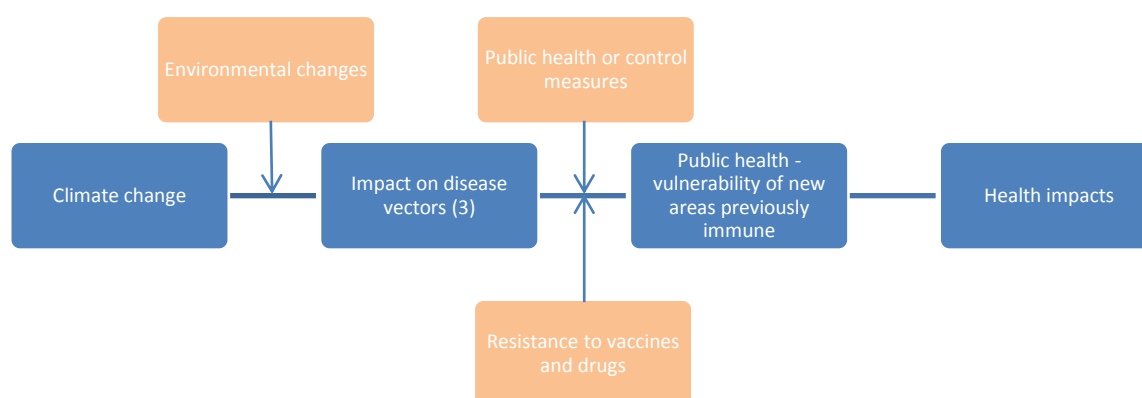 Environmental changes
Public health or control
measures
Climate change
Impact on disease
vectors (3)
Public health -
vulnerability of new
areas previously
immune
Health impacts
Resistance to vaccines
and drugs